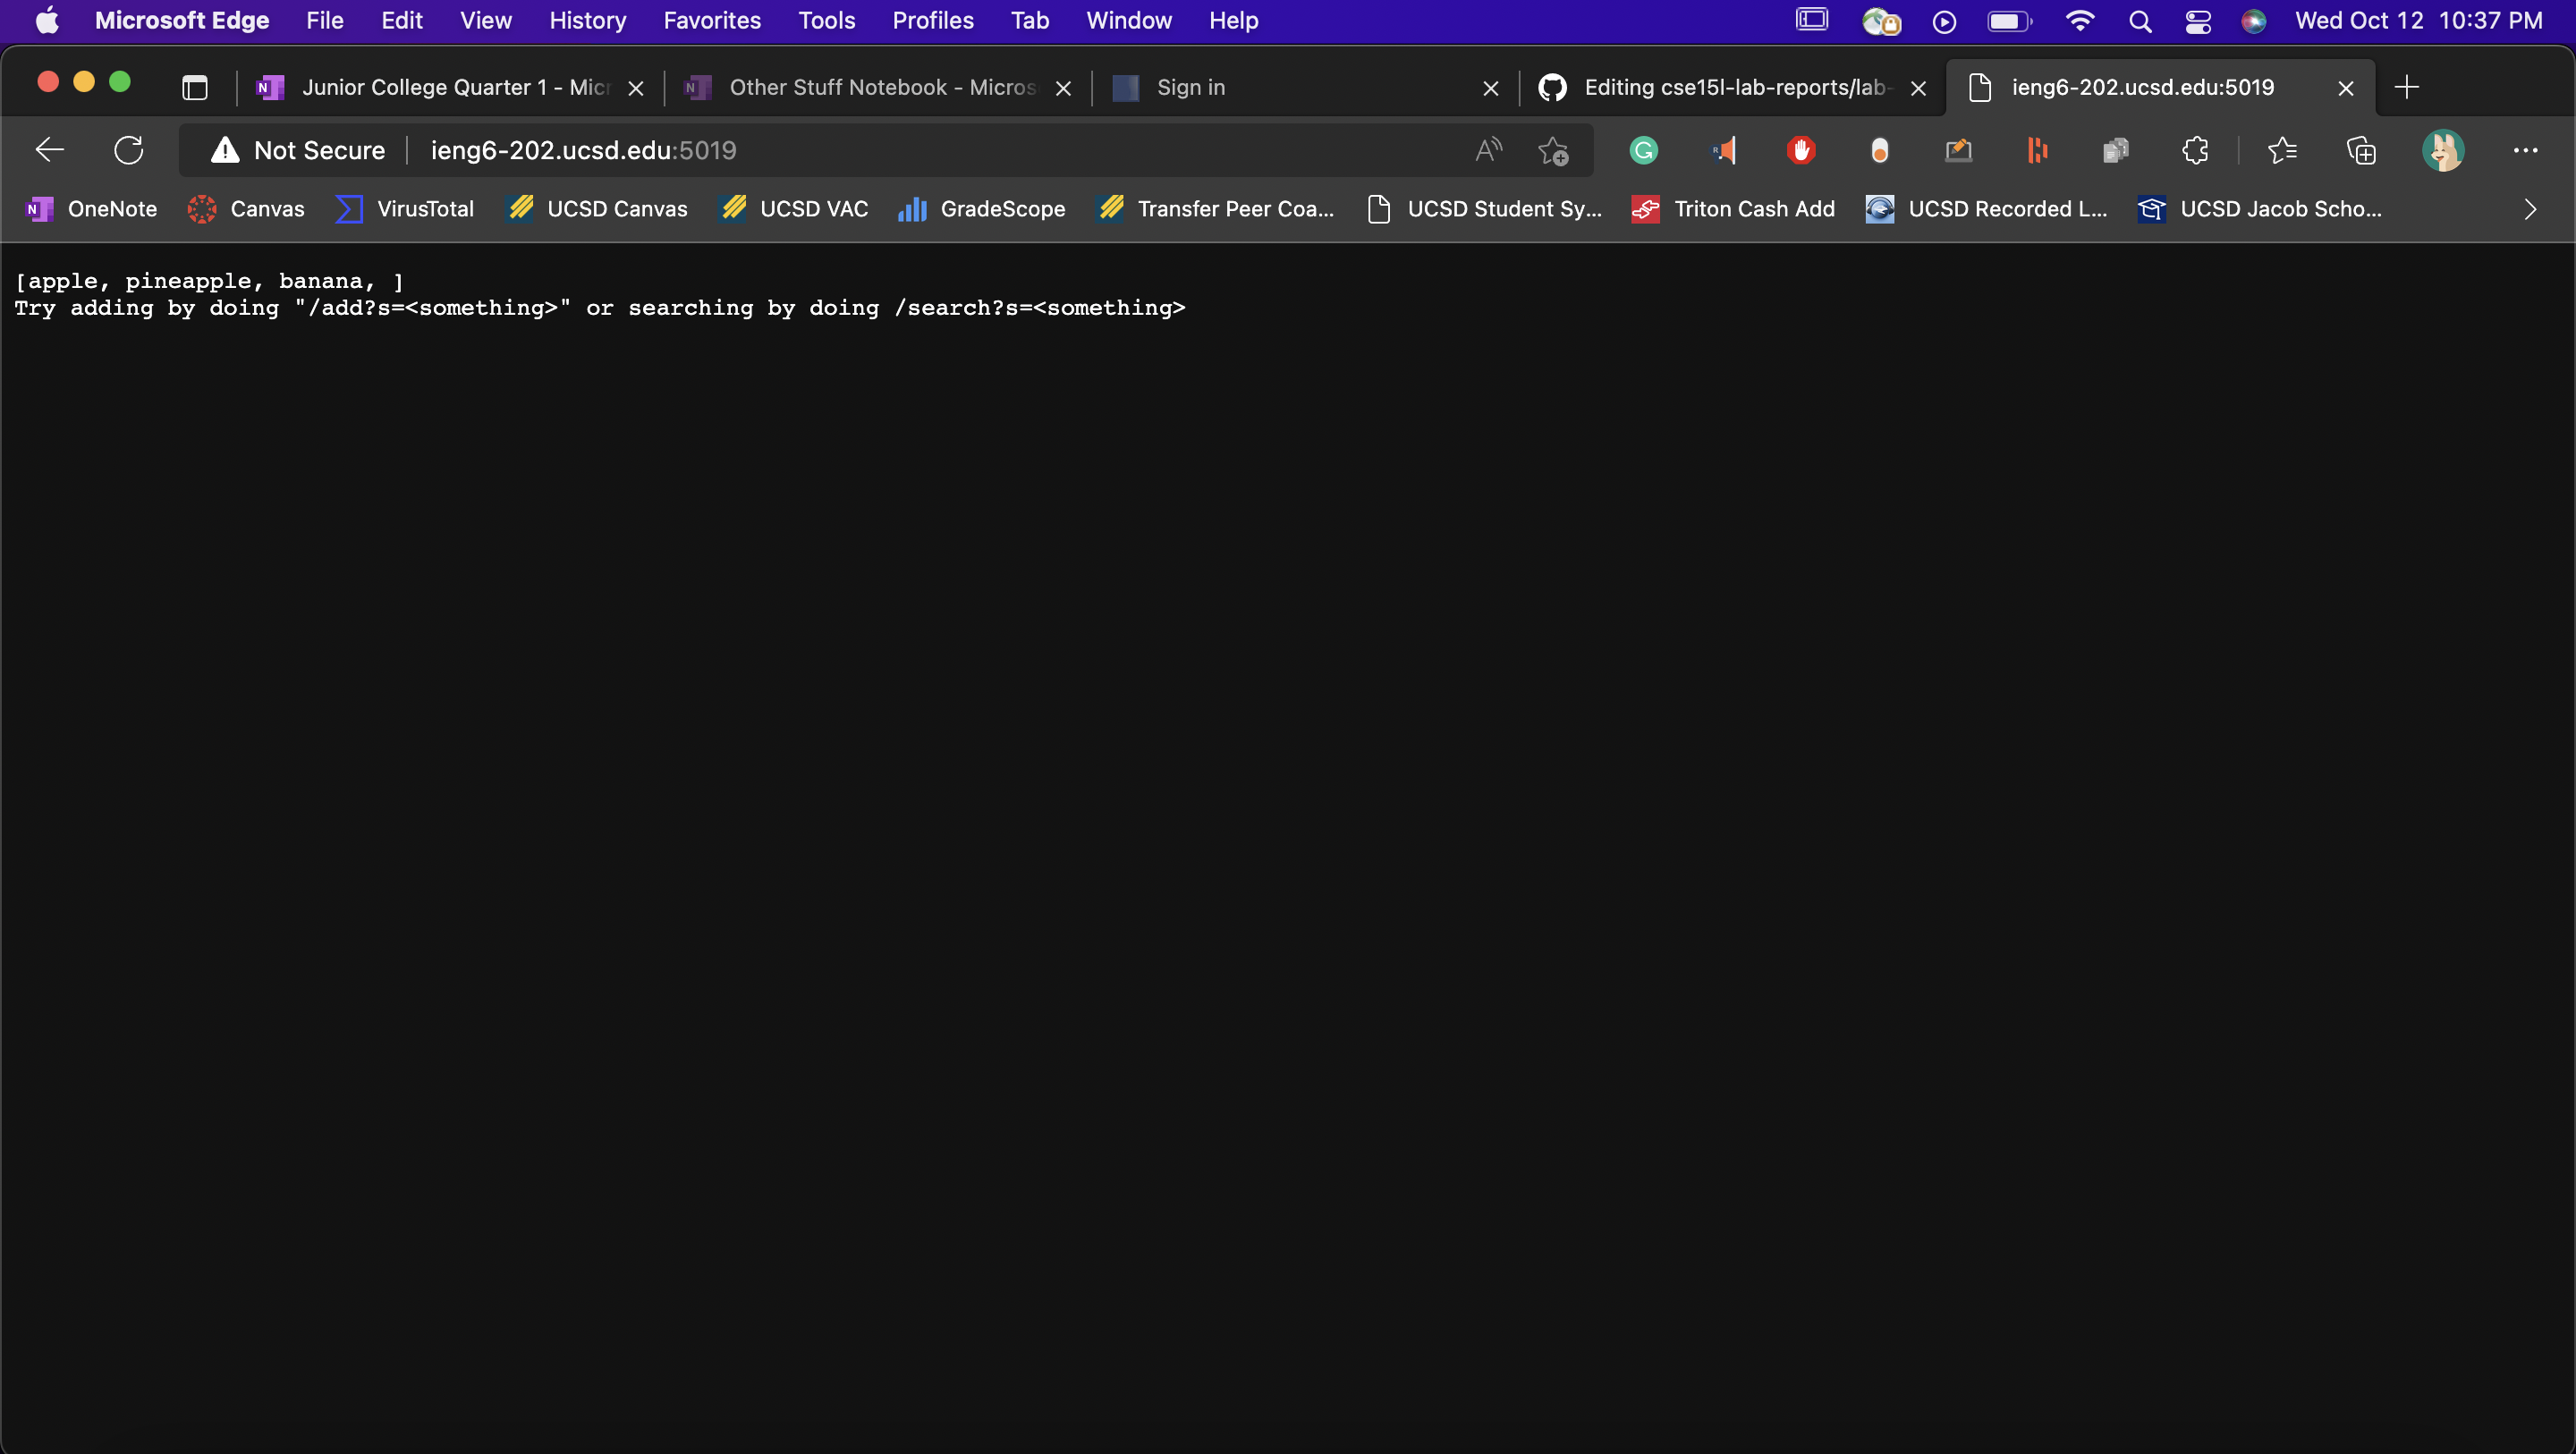 Microsoft Edge File Edit View History Favorites Tools Profiles Tab Window Help Wed Oct 12 10:37 PM
Junior College Quarter 1 - Micr Other Stuff Notebook - Micros Sign in Editing cse15l-lab-reports/lab- ieng6-202.ucsd.edu:5019
Not Secure ieng6-202.ucsd.edu:5019
OneNote Canvas VirusTotal UCSD Canvas UCSD VAC GradeScope Transfer Peer Coa... UCSD Student Sy... Triton Cash Add UCSD Recorded L... UCSD Jacob Scho...
[apple, pineapple, banana, ]
Try adding by doing "/add?s=<something>" or searching by doing /search?s=<something>